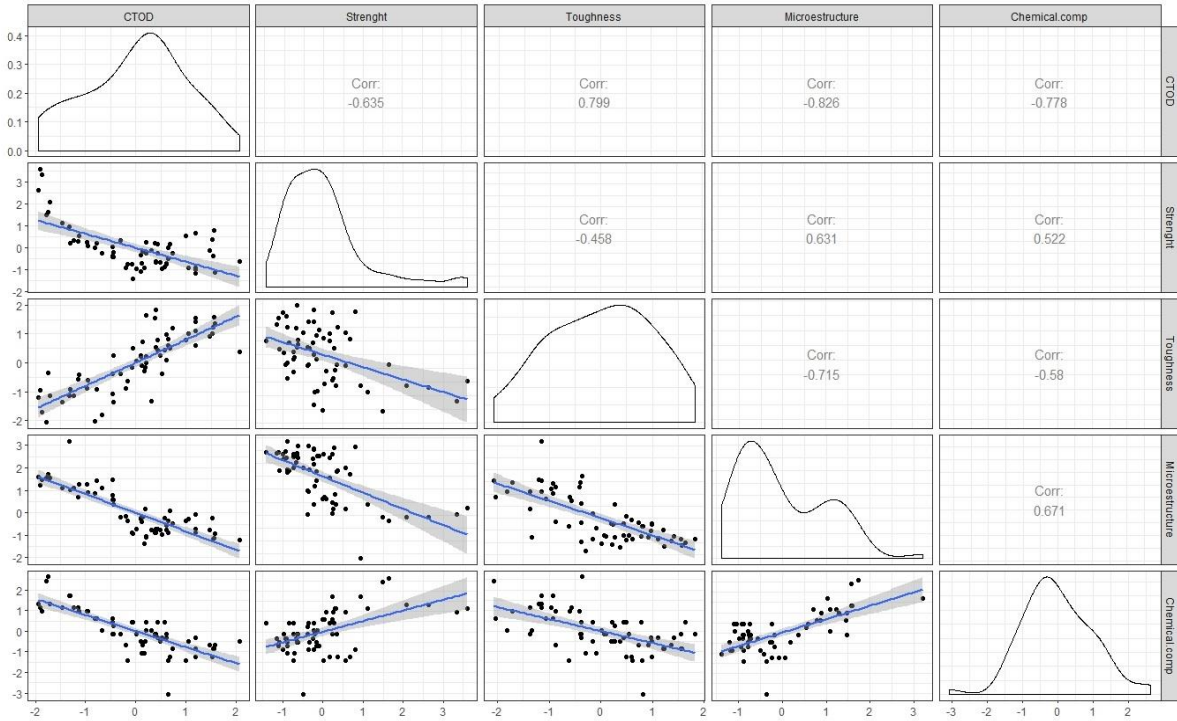 CTOD Strenght Toughness Microestructure Chemical.comp
0.4
0.3
0.2
0.1
0.0
Corr:
-0.635
Corr:
0.799
Corr:
-0.826
Corr:
-0.778
CTOD
3
2
1
0
-1
-2
Corr:
-0.458
Corr:
0.631
Corr:
0.522
Strenght
2
1
0
-1
-2
Corr:
-0.715
Corr:
-0.58
Toughness
3
2
1
0
-1
-2
Corr:
0.671
Microestructure
2
1
0
-1
-2
-3
Chemical.comp
-2 -1 0 1 2 -1 0 1 2 3 -2 -1 0 1 2 -1 0 1 2 3 -3 -2 -1 0 1 2